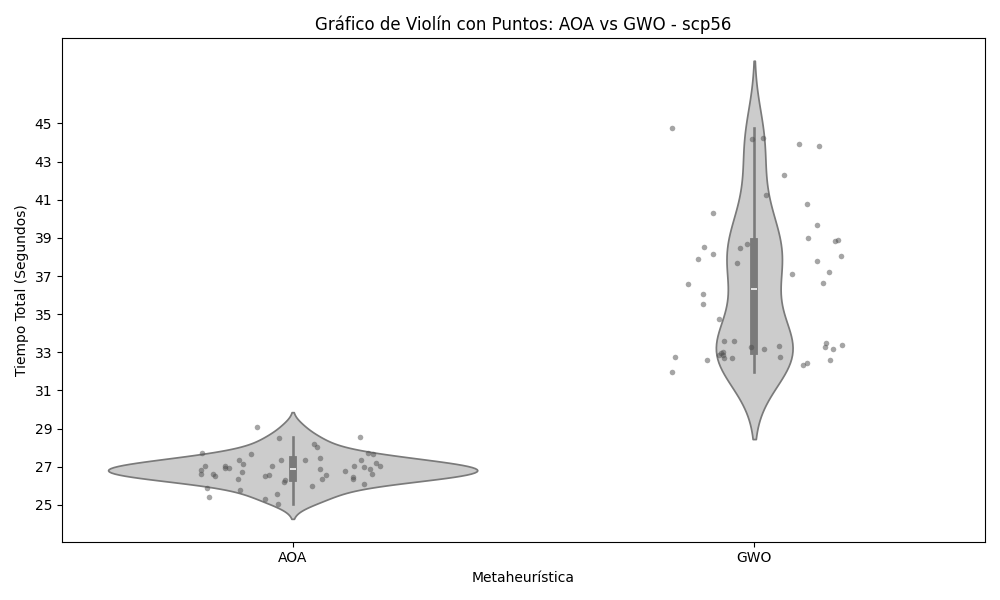 Gráfico de Violín con Puntos: AOA vs GWO - scp56
Tiempo Total (Segundos)
45
43
41
39
37
35
33
31
29
27
25
AOA
GWO
Metaheurística